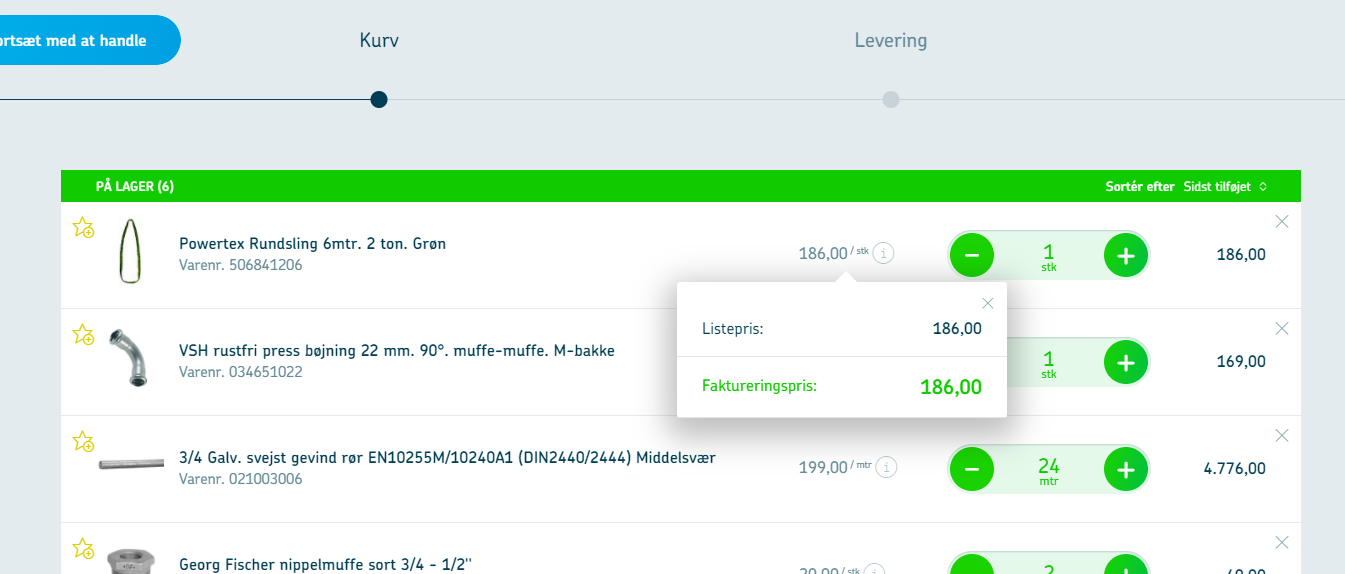 ortsæt med at handle
Kurv
Levering
PÅ LAGER (6)
Sortér efter Sidst tilføjet
Powertex Rundsling 6mtr. 2 ton. Grøn
Varenr. 506841206
186,00 / stk i
1
stk
186,00
Listepris: 186,00
Faktureringspris: 186,00
VSH rustfri press bøjning 22 mm. 90°. muffe-muffe. M-bakke
Varenr. 034651022
1
stk
169,00
3/4 Galv. svejst gevind rør EN10255M/10240A1 (DIN2440/2444) Middelsvær
Varenr. 021003006
199,00 / mtr i
24
mtr
4.776,00
Georg Fischer nippelmuffe sort 3/4 - 1/2"
/ stk i
2